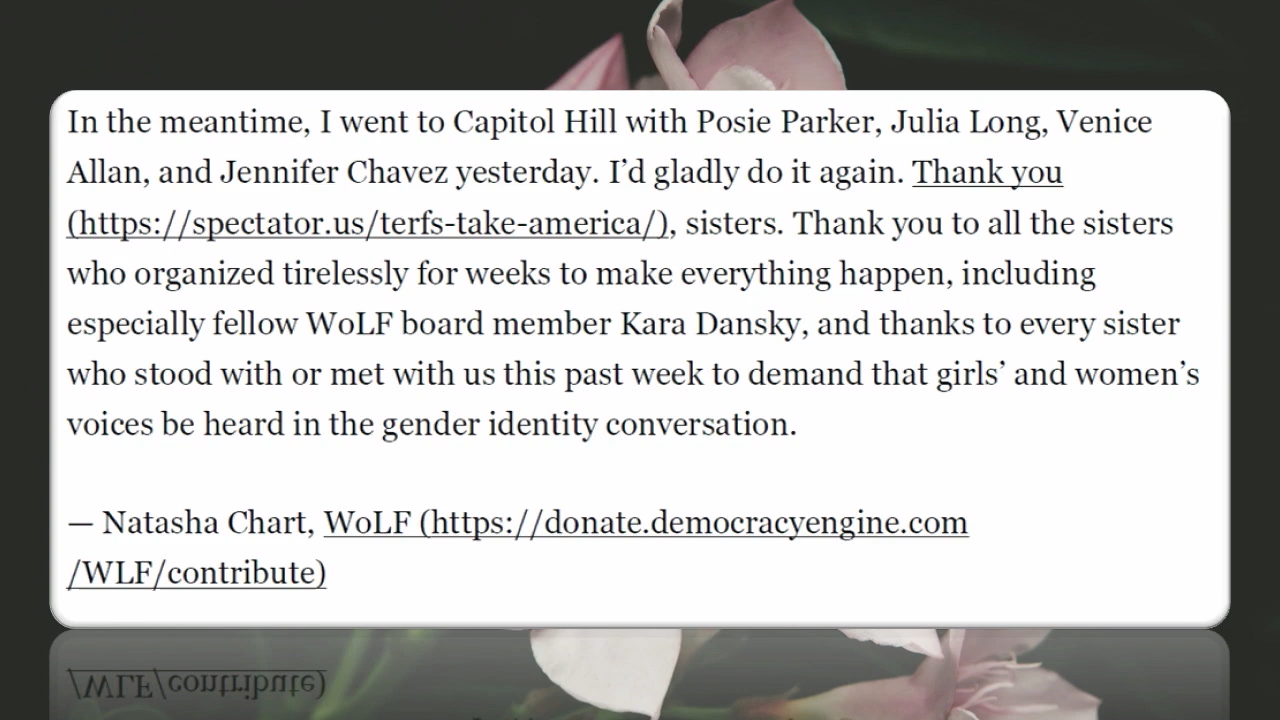 In the meantime, I went to Capitol Hill with Posie Parker, Julia Long, Venice
Allan, and Jennifer Chavez yesterday. I’d gladly do it again. Thank you
(https://spectator.us/terfs-take-america/), sisters. Thank you to all the sisters
who organized tirelessly for weeks to make everything happen, including
especially fellow WoLF board member Kara Dansky, and thanks to every sister
who stood with or met with us this past week to demand that girls’ and women’s
voices be heard in the gender identity conversation.
— Natasha Chart, WoLF (https://donate.democracyengine.com
/WLF/contribute)
/WLF/contribute)